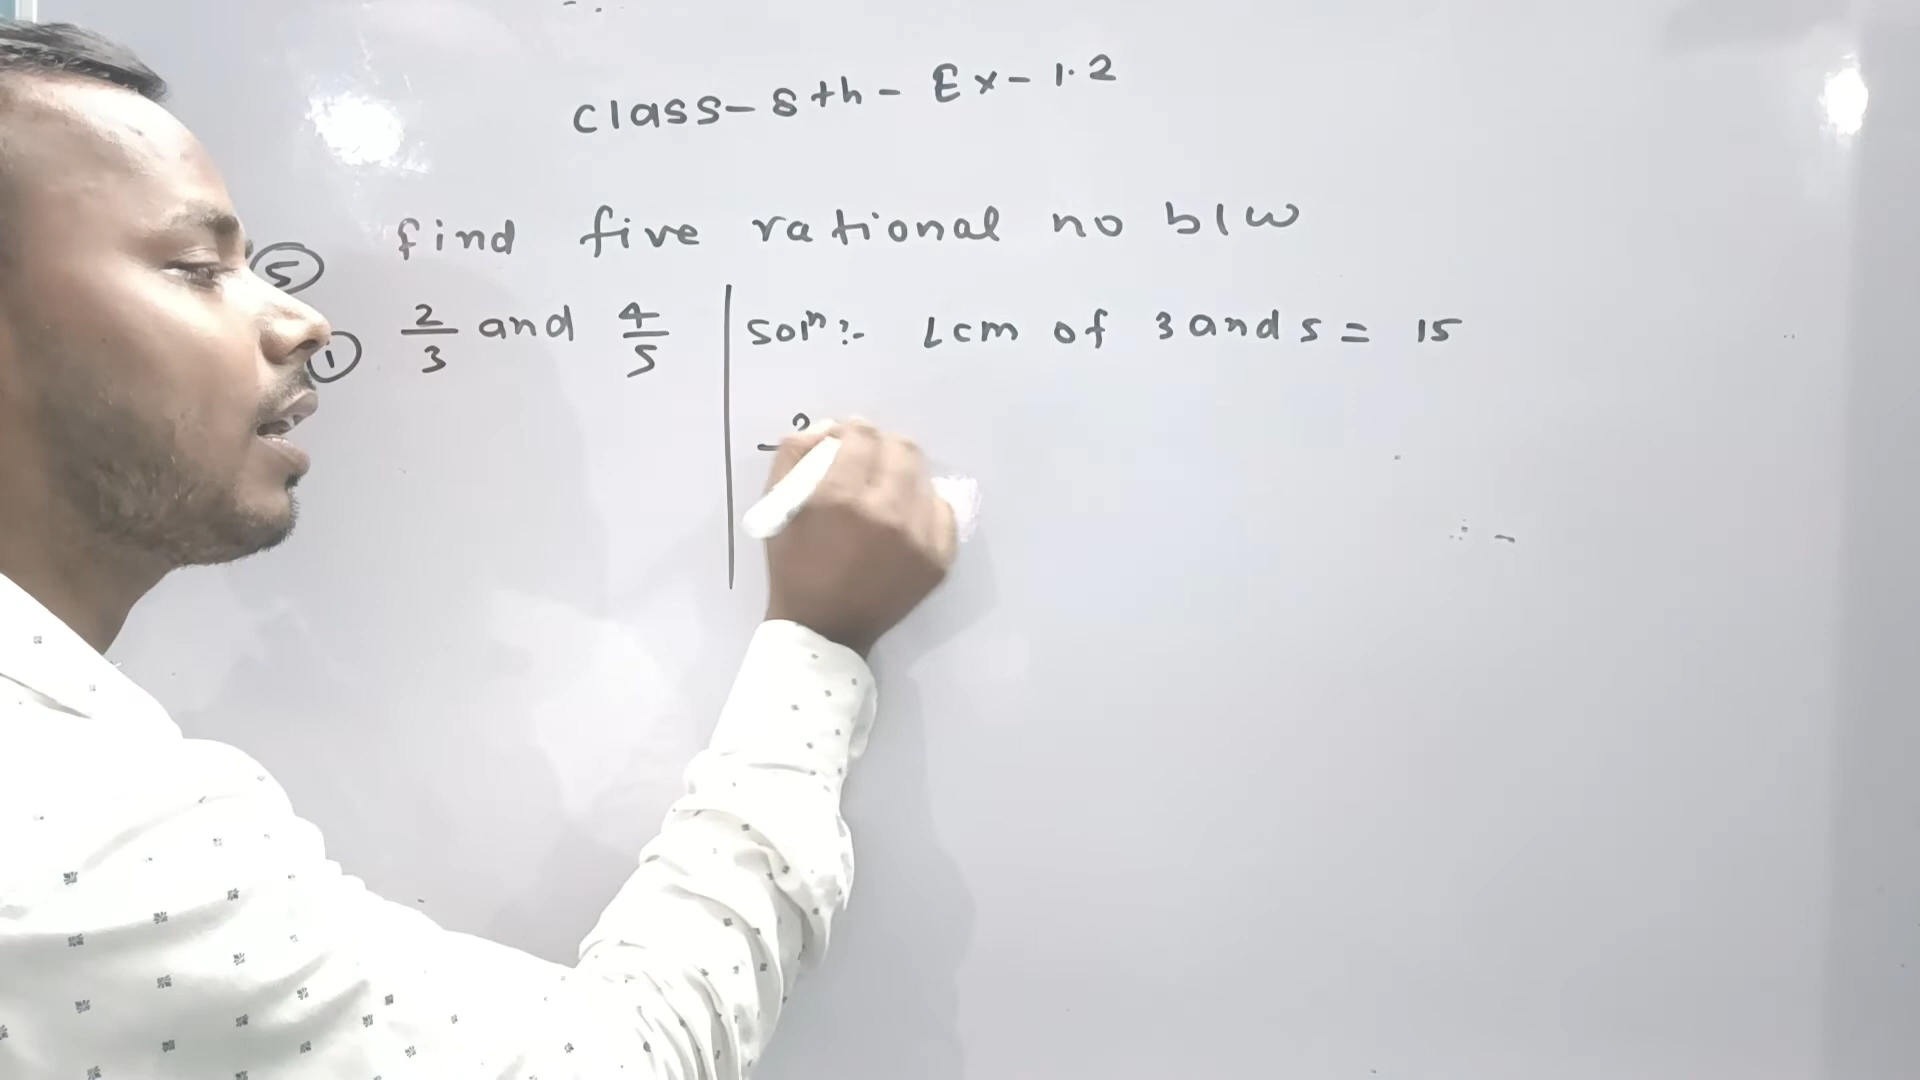 Class-8th-Ex-1.2
⑤ find five rational no b/w
① 2/3 and 4/5 | Solⁿ:- Lcm of 3 and 5 = 15
2